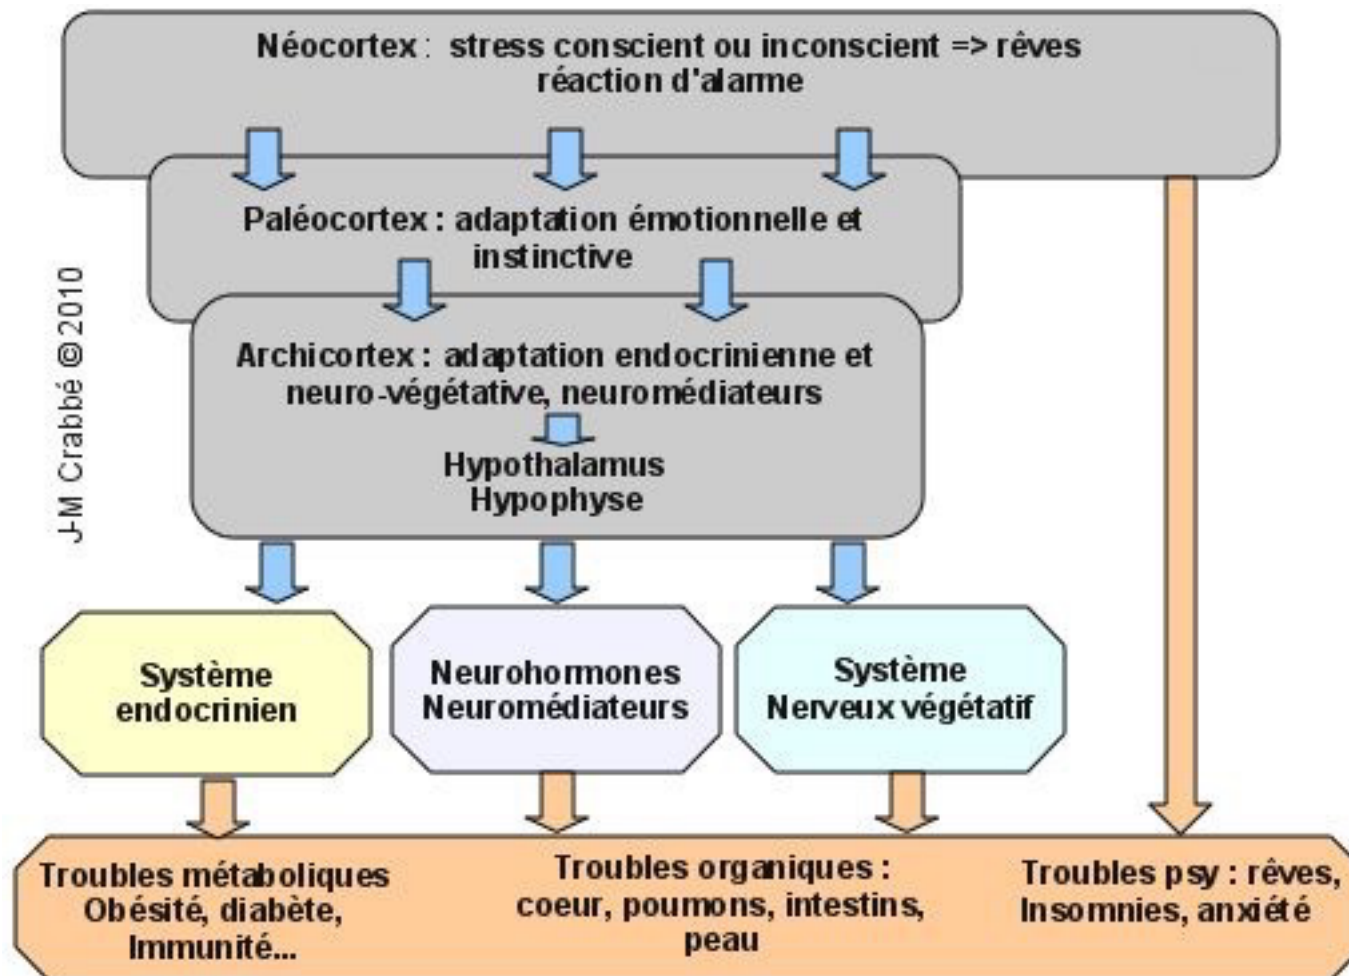 Néocortex : stress conscient ou inconscient => rêves
réaction d'alarme
Paléocortex : adaptation émotionnelle et
instinctive
J-M Crabbé ©2010
Archicortex : adaptation endocrinienne et
neuro-végétative, neuromédiateurs
Hypothalamus
Hypophyse
Système
endocrinien
Neurohormones
Neuromédiateurs
Système
Nerveux végétatif
Troubles métaboliques
Obésité, diabète,
Immunité...
Troubles organiques :
coeur, poumons, intestins,
peau
Troubles psy : rêves,
Insomnies, anxiété